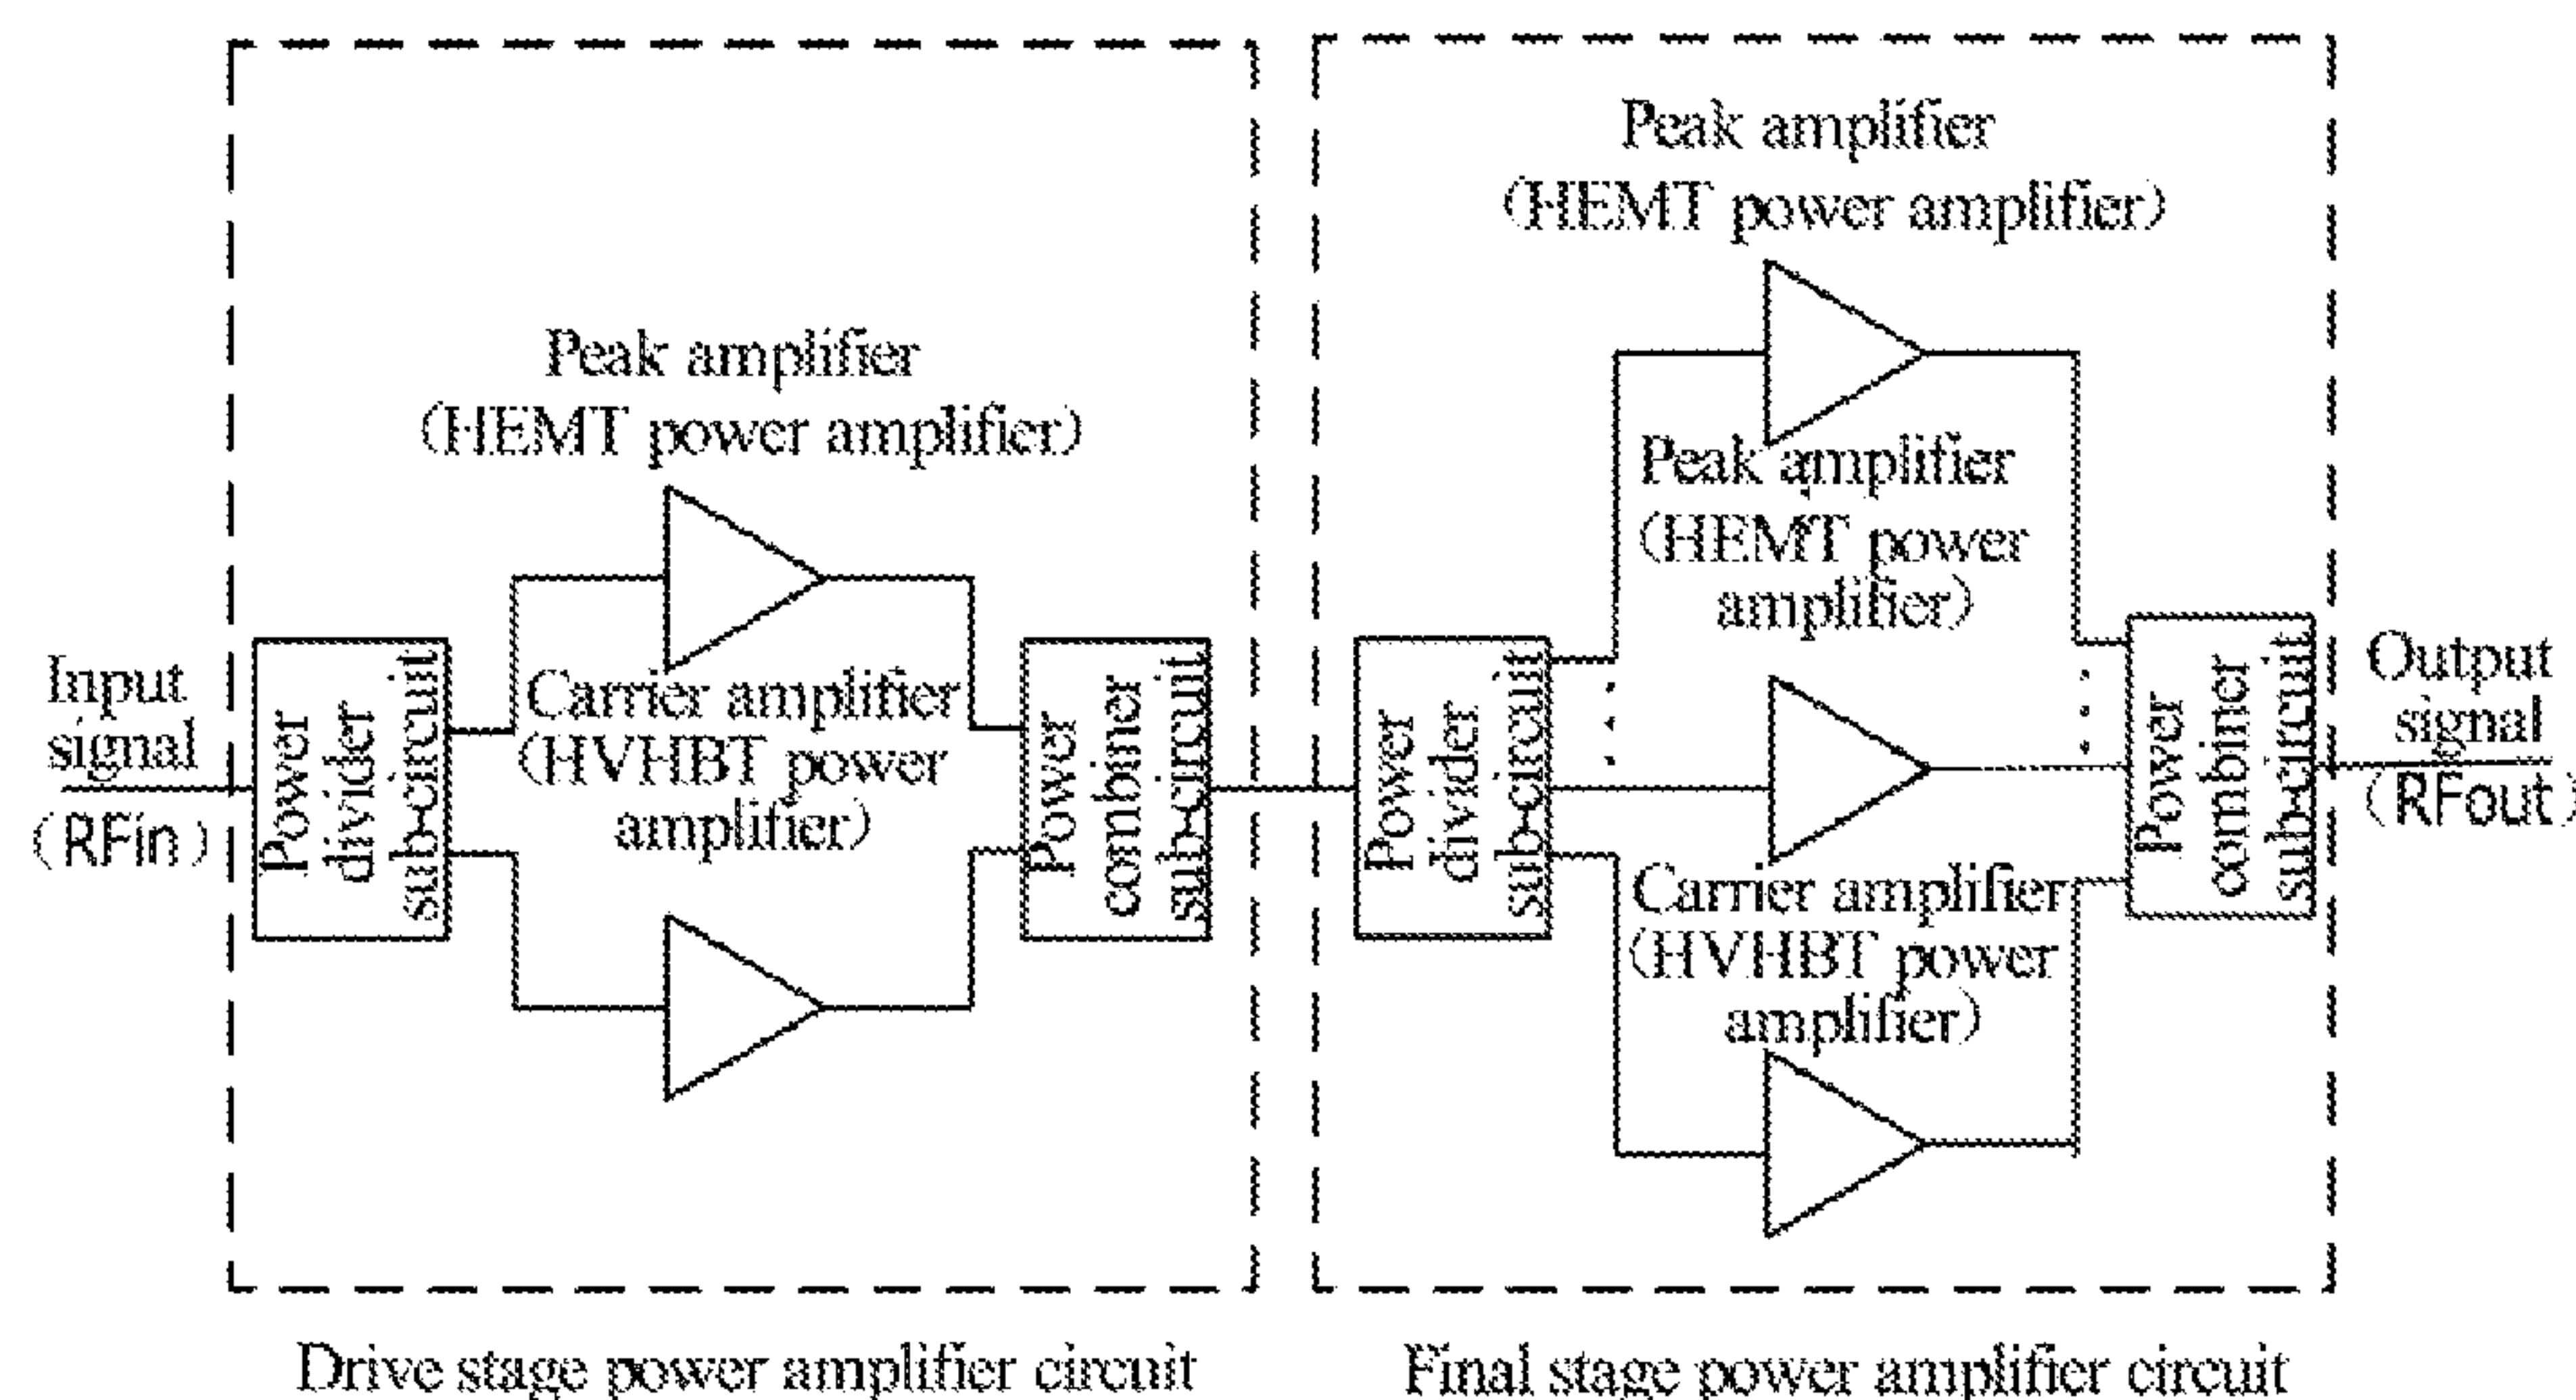 Input
signal
(RFin)
Power
divider
sub-circuit
Peak amplifier
(HEMT power amplifier)
Carrier amplifier
(HVHBT power
amplifier)
Power
combiner
sub-circuit
Drive stage power amplifier circuit
Power
divider
sub-circuit
Peak amplifier
(HEMT power amplifier)
Peak amplifier
(HEMT power
amplifier)
Carrier amplifier
(HVHBT power
amplifier)
Power
combiner
sub-circuit
Output
signal
(RFout)
Final stage power amplifier circuit